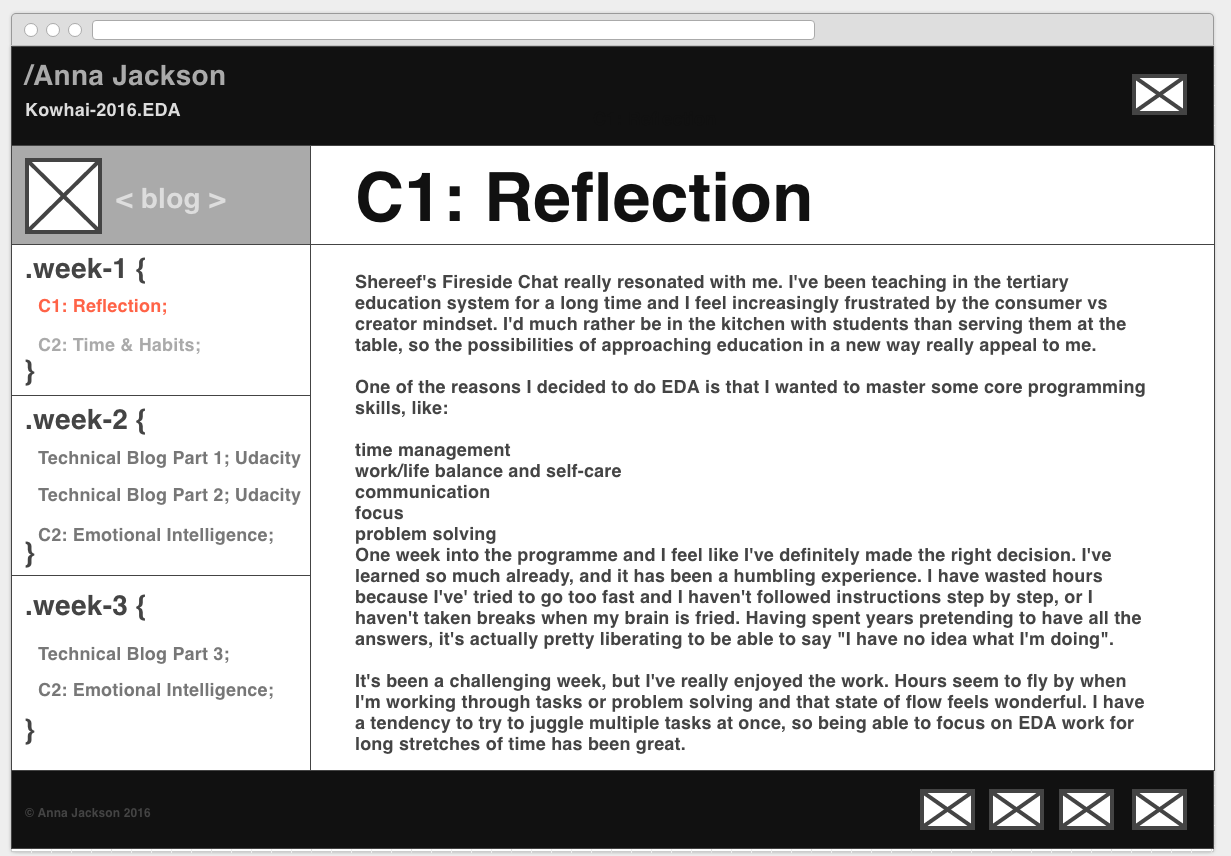 /Anna Jackson
Kowhai-2016.EDA
< blog >
C1: Reflection
.week-1 {
C1: Reflection;
C2: Time & Habits;
}
.week-2 {
Technical Blog Part 1; Udacity
Technical Blog Part 2; Udacity
C2: Emotional Intelligence;
}
.week-3 {
Technical Blog Part 3;
C2: Emotional Intelligence;
}
Shereef's Fireside Chat really resonated with me. I've been teaching in the tertiary
education system for a long time and I feel increasingly frustrated by the consumer vs
creator mindset. I'd much rather be in the kitchen with students than serving them at the
table, so the possibilities of approaching education in a new way really appeal to me.
One of the reasons I decided to do EDA is that I wanted to master some core programming
skills, like:
time management
work/life balance and self-care
communication
focus
problem solving
One week into the programme and I feel like I've definitely made the right decision. I've
learned so much already, and it has been a humbling experience. I have wasted hours
because I've' tried to go too fast and I haven't followed instructions step by step, or I
haven't taken breaks when my brain is fried. Having spent years pretending to have all the
answers, it's actually pretty liberating to be able to say "I have no idea what I'm doing".
It's been a challenging week, but I've really enjoyed the work. Hours seem to fly by when
I'm working through tasks or problem solving and that state of flow feels wonderful. I have
a tendency to try to juggle multiple tasks at once, so being able to focus on EDA work for
long stretches of time has been great.
© Anna Jackson 2016